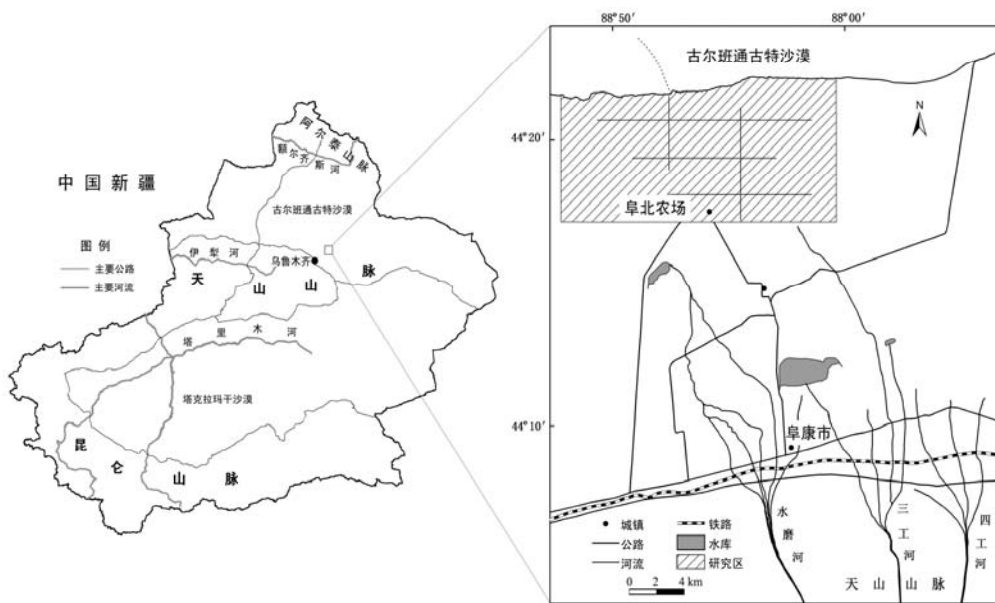 中国新疆
图例
主要公路
主要河流
阿尔泰山脉
额尔齐斯河
古尔班通古特沙漠
伊犁河
乌鲁木齐
天山山脉
塔里木河
塔克拉玛干沙漠
昆仑山脉
88°50′
88°00′
古尔班通古特沙漠
N
44°20′
阜北农场
44°10′
阜康市
水磨河
三工河
四工河
天山山脉
城镇
公路
河流
铁路
水库
研究区
0 2 4 km